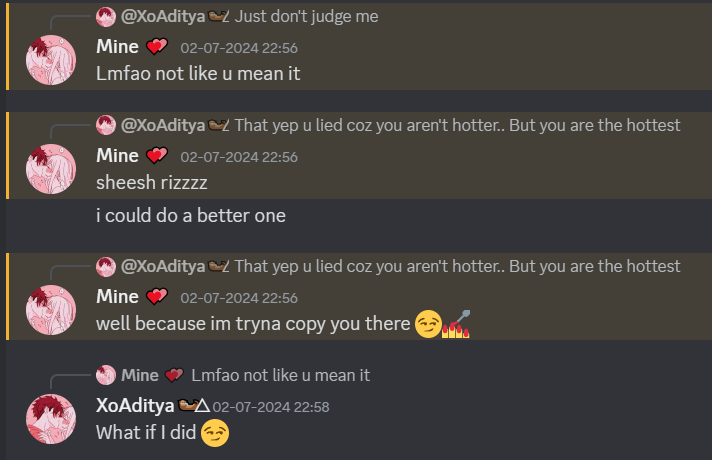 @XoAditya Just don't judge me
Mine 02-07-2024 22:56
Lmfao not like u mean it
@XoAditya That yep u lied coz you aren't hotter.. But you are the hottest
Mine 02-07-2024 22:56
sheesh rizzzz
i could do a better one
@XoAditya That yep u lied coz you aren't hotter.. But you are the hottest
Mine 02-07-2024 22:56
well because im tryna copy you there 😏💅
Mine Lmfao not like u mean it
XoAditya 02-07-2024 22:58
What if I did 😏